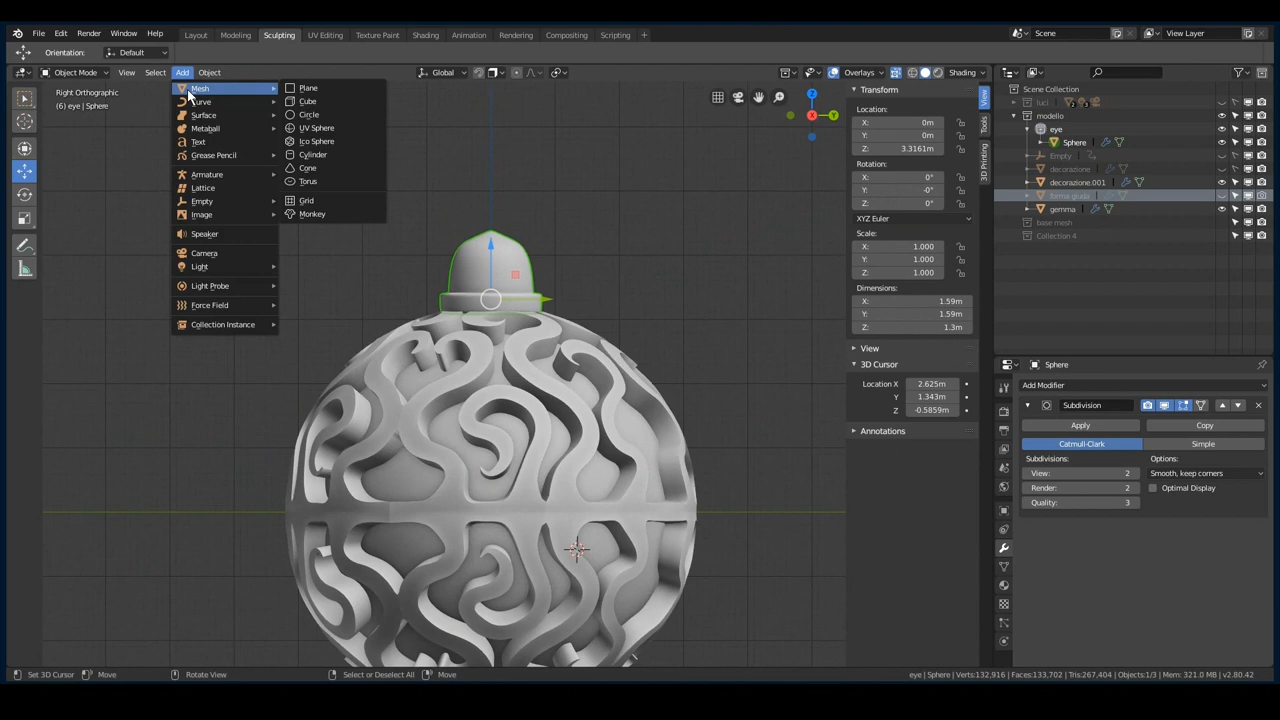 File Edit Render Window Help Layout Modeling Sculpting UV Editing Texture Paint Shading Animation Rendering Compositing Scripting + Scene View Layer
Orientation: Default
Object Mode View Select Add Object Global Overlays Shading
Right Orthographic
(6) eye | Sphere
Mesh
Curve
Surface
Metaball
Text
Grease Pencil
Armature
Lattice
Empty
Image
Speaker
Camera
Light
Light Probe
Force Field
Collection Instance
Plane
Cube
Circle
UV Sphere
Ico Sphere
Cylinder
Cone
Torus
Grid
Monkey
X
Y
Z
Transform
Location:
X: 0m
Y: 0m
Z: 3.3161m
Rotation:
X: 0°
Y: -0°
Z: 0°
XYZ Euler
Scale:
X: 1.000
Y: 1.000
Z: 1.000
Dimensions:
X: 1.59m
Y: 1.59m
Z: 1.3m
View
3D Cursor
Location X 2.625m
Y 1.343m
Z -0.5859m
Annotations
View
Tools
3D Printing
Scene Collection
luci
modello
eye
Sphere
Empty
decorazione
decorazione.001
gemma
base mesh
Collection 4
Sphere
Add Modifier
Subdivision
Apply Copy
Catmull-Clark Simple
Subdivisions: Options:
View: 2 Smooth, keep corners
Render: 2 Optimal Display
Quality: 3
Set 3D Cursor Move Rotate View Select or Deselect All Move eye | Sphere | Verts:132,916 | Faces:133,702 | Tris:267,404 | Objects:1/3 | Mem: 321.0 MB | v2.80.42